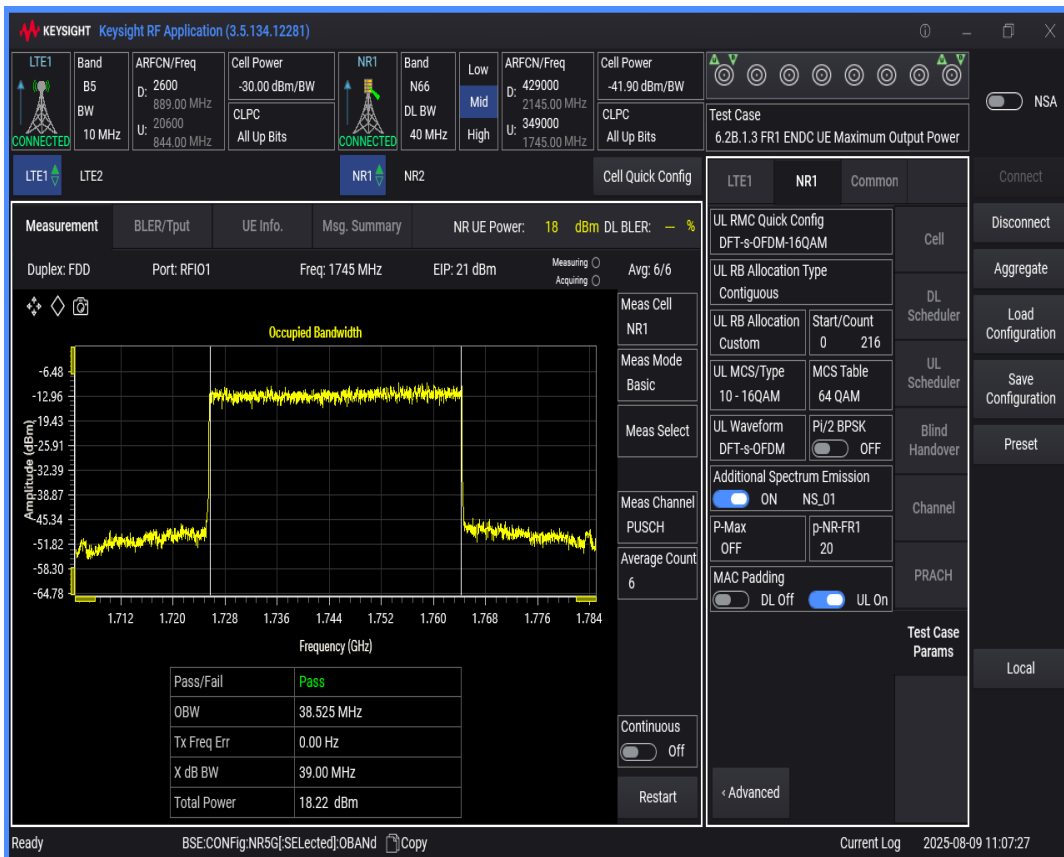 KEYSIGHT Keysight RF Application (3.5.134.12281)
LTE1
CONNECTED
Band
B5
BW
10 MHz
ARFCN/Freq
D: 2600
889.00 MHz
U: 20600
844.00 MHz
Cell Power
-30.00 dBm/BW
CLPC
All Up Bits
NR1
CONNECTED
Band
N66
DL BW
40 MHz
Low
Mid
High
ARFCN/Freq
D: 429000
2145.00 MHz
U: 349000
1745.00 MHz
Cell Power
-41.90 dBm/BW
CLPC
All Up Bits
Test Case
6.2B.1.3 FR1 ENDC UE Maximum Output Power
NSA
LTE1 LTE2
NR1 NR2
Cell Quick Config
Measurement BLER/Tput UE Info. Msg. Summary NR UE Power: 18 dBm DL BLER: — %
Duplex: FDD Port: RFIO1 Freq: 1745 MHz EIP: 21 dBm Measuring Avg: 6/6
Acquiring
Occupied Bandwidth
Amplitude (dBm)
-6.48
-12.96
-19.43
-25.91
-32.39
-38.87
-45.34
-51.82
-58.30
-64.78
1.712 1.720 1.728 1.736 1.744 1.752 1.760 1.768 1.776 1.784
Frequency (GHz)
Pass/Fail Pass
OBW 38.525 MHz
Tx Freq Err 0.00 Hz
X dB BW 39.00 MHz
Total Power 18.22 dBm
Meas Cell
NR1
Meas Mode
Basic
Meas Select
Meas Channel
PUSCH
Average Count
6
Continuous
Off
Restart
LTE1 NR1 Common
UL RMC Quick Config
DFT-s-OFDM-16QAM
UL RB Allocation Type
Contiguous
UL RB Allocation
Custom
Start/Count
0 216
UL MCS/Type
10 - 16QAM
MCS Table
64 QAM
UL Waveform
DFT-s-OFDM
Pi/2 BPSK
OFF
Additional Spectrum Emission
ON NS_01
P-Max
OFF
p-NR-FR1
20
MAC Padding
DL Off UL On
‹ Advanced
Cell
DL
Scheduler
UL
Scheduler
Blind
Handover
Channel
PRACH
Test Case
Params
Connect
Disconnect
Aggregate
Load
Configuration
Save
Configuration
Preset
Local
Ready BSE:CONFig:NR5G[:SELected]:OBANd Copy Current Log 2025-08-09 11:07:27